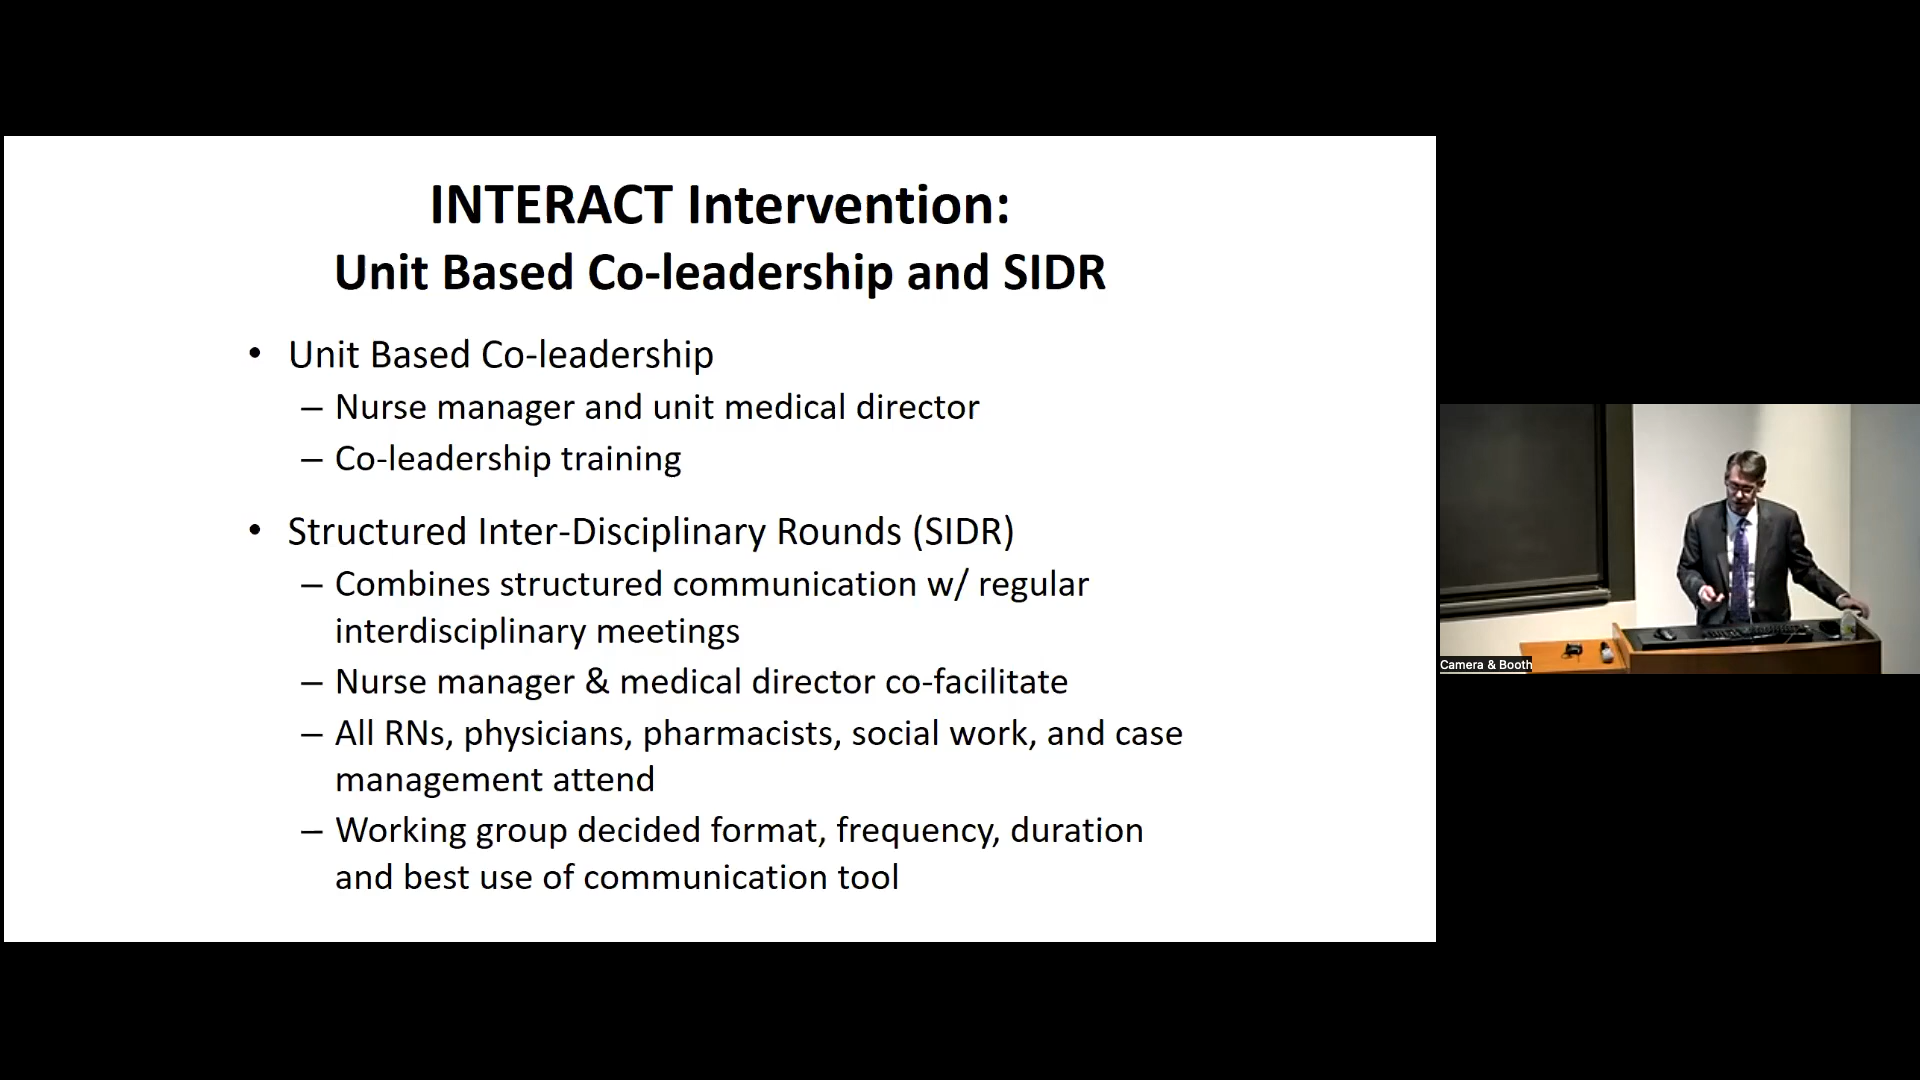 INTERACT Intervention:
Unit Based Co-leadership and SIDR
• Unit Based Co-leadership
– Nurse manager and unit medical director
– Co-leadership training
• Structured Inter-Disciplinary Rounds (SIDR)
– Combines structured communication w/ regular
interdisciplinary meetings
– Nurse manager & medical director co-facilitate
– All RNs, physicians, pharmacists, social work, and case
management attend
– Working group decided format, frequency, duration
and best use of communication tool
Camera & Booth